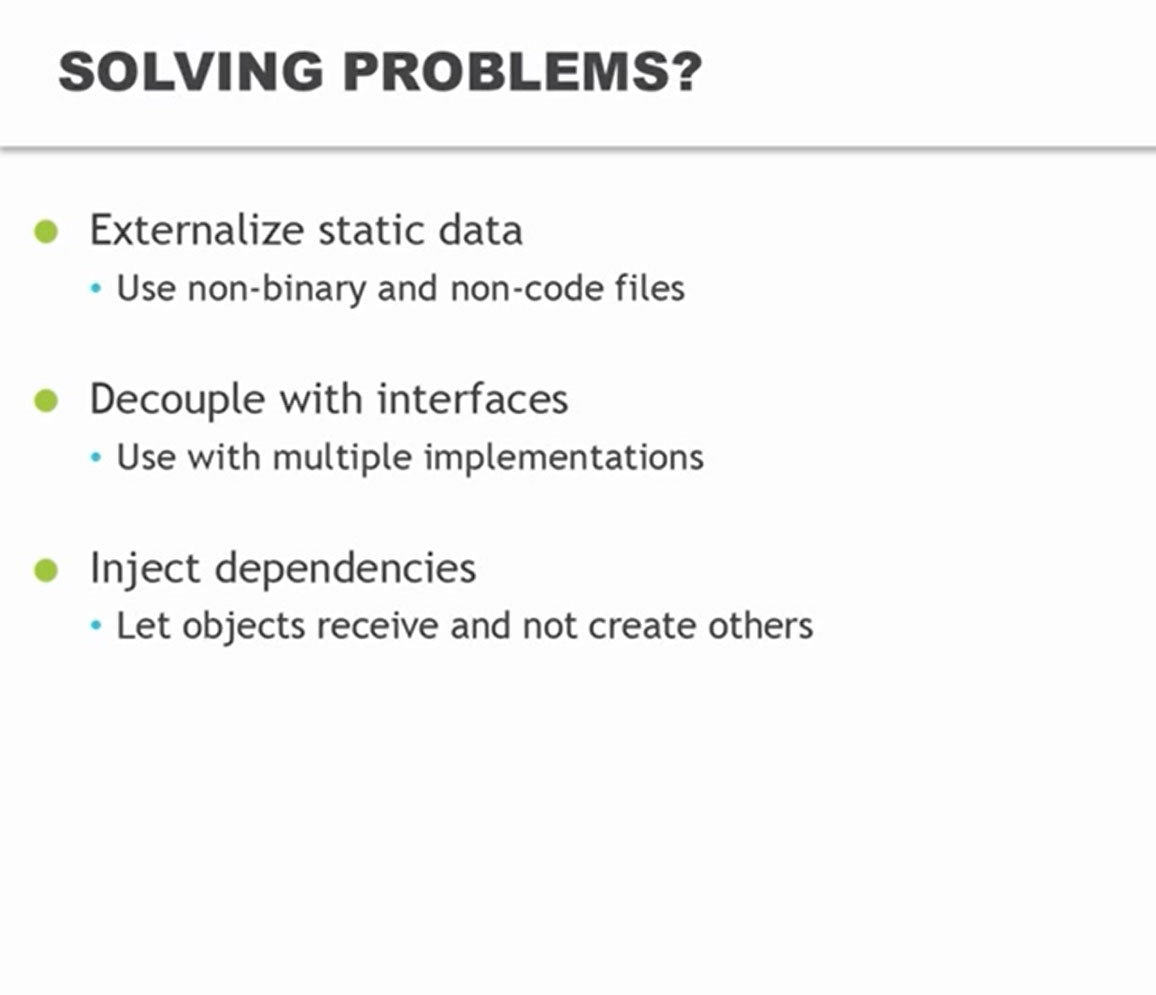 SOLVING PROBLEMS?
Externalize static data
Use non-binary and non-code files
Decouple with interfaces
Use with multiple implementations
Inject dependencies
Let objects receive and not create others